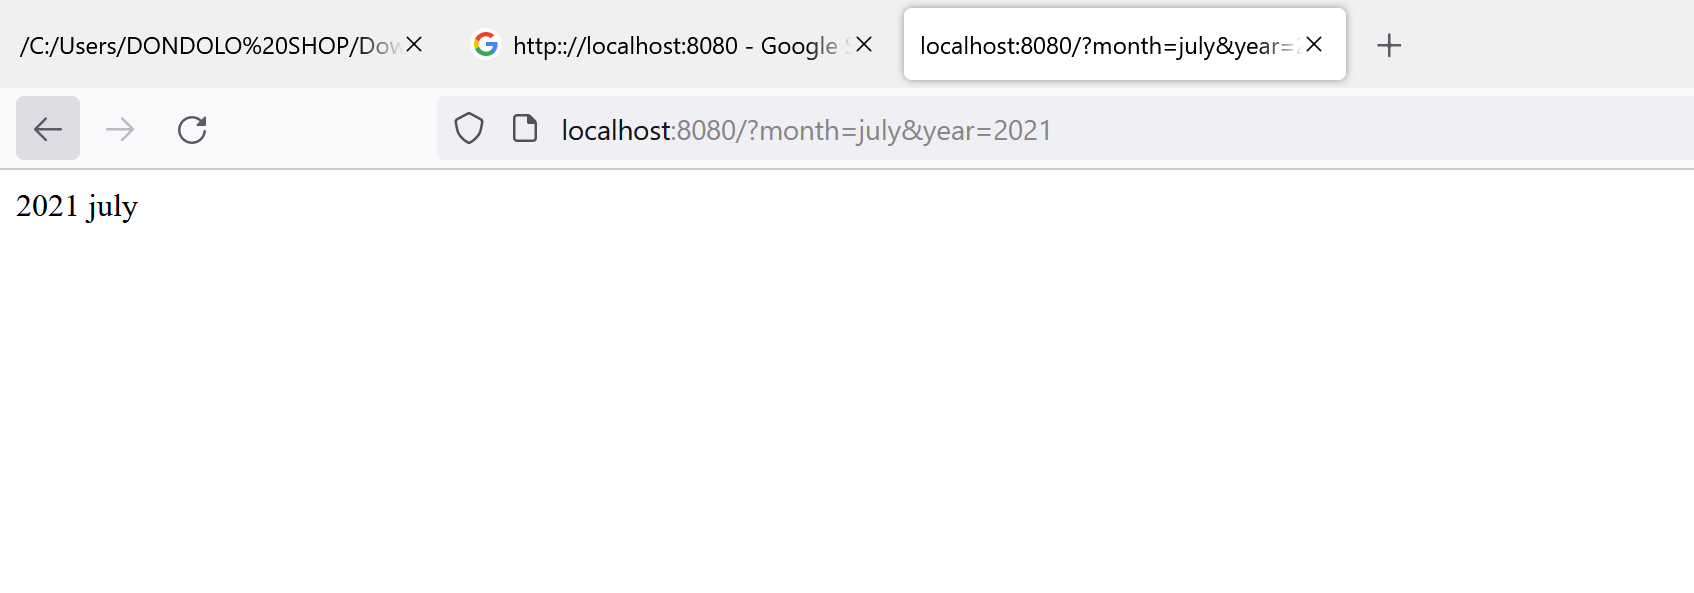 /C:/Users/DONDOLO%20SHOP/Dow
http:://localhost:8080 - Google
localhost:8080/?month=july&year=
localhost:8080/?month=july&year=2021
2021 july